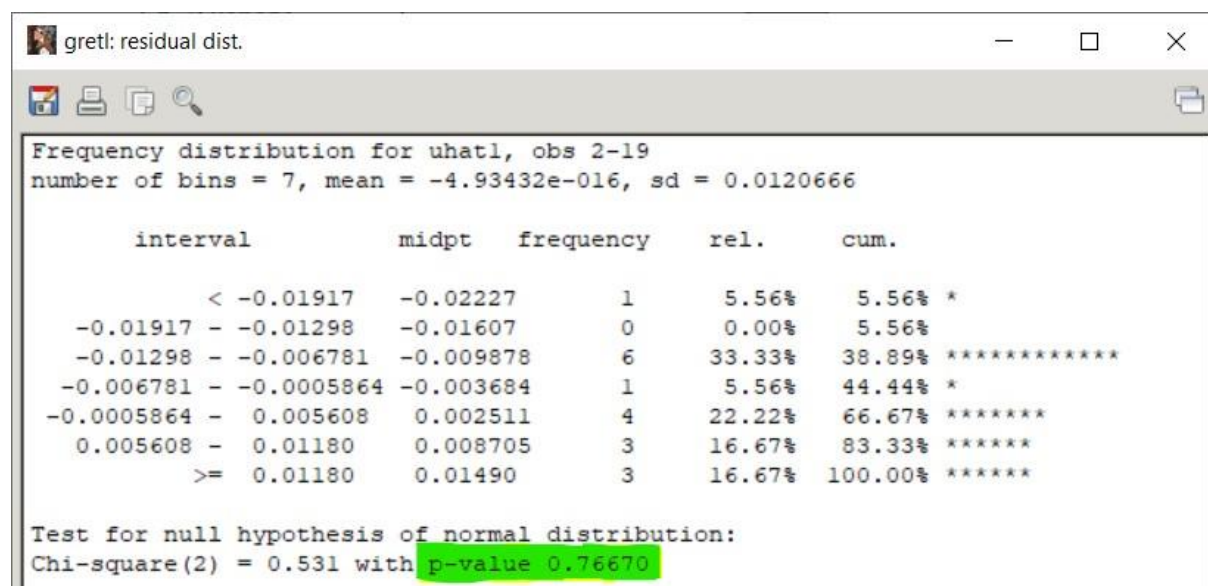 gretl: residual dist.
Frequency distribution for uhat1, obs 2-19
number of bins = 7, mean = -4.93432e-016, sd = 0.0120666
interval midpt frequency rel. cum.
< -0.01917 -0.02227 1 5.56% 5.56% *
-0.01917 - -0.01298 -0.01607 0 0.00% 5.56%
-0.01298 - -0.006781 -0.009878 6 33.33% 38.89% ************
-0.006781 - -0.0005864 -0.003684 1 5.56% 44.44% *
-0.0005864 - 0.005608 0.002511 4 22.22% 66.67% *******
0.005608 - 0.01180 0.008705 3 16.67% 83.33% ******
>= 0.01180 0.01490 3 16.67% 100.00% ******
Test for null hypothesis of normal distribution:
Chi-square(2) = 0.531 with p-value 0.76670